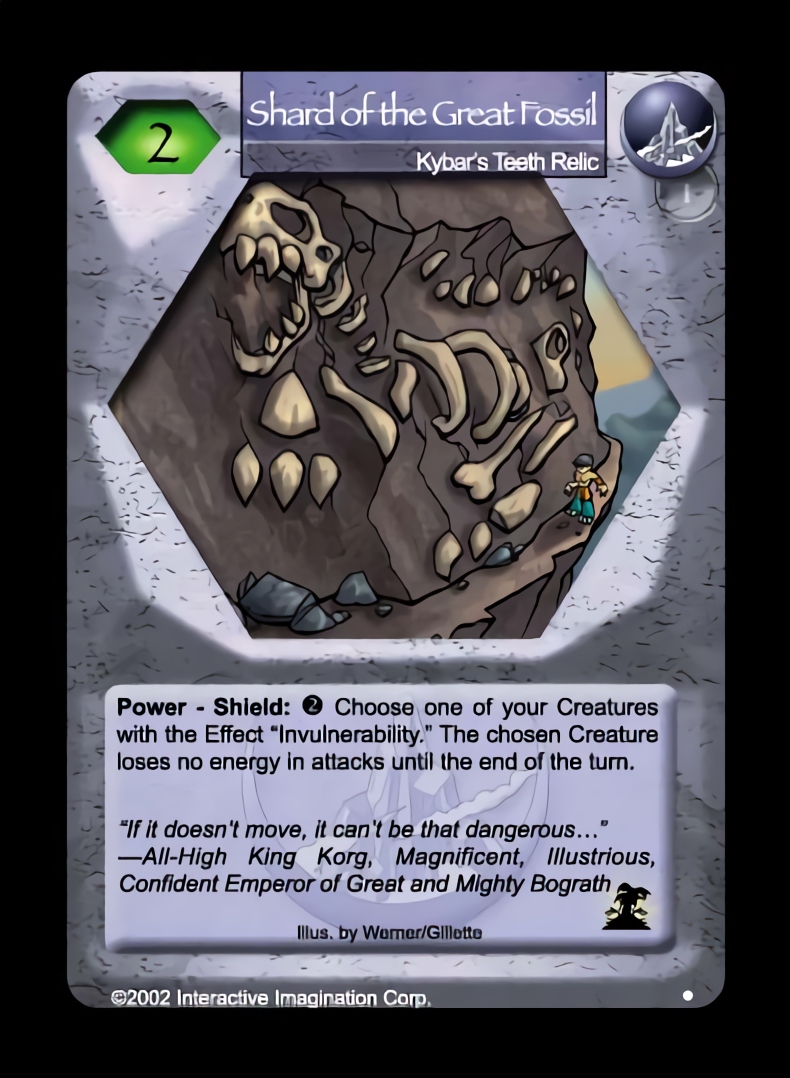 2
Shard of the Great Fossil
Kybar's Teeth Relic
Power - Shield: ❷ Choose one of your Creatures
with the Effect "Invulnerability." The chosen Creature
loses no energy in attacks until the end of the turn.
"If it doesn't move, it can't be that dangerous..."
—All-High King Korg, Magnificent, Illustrious,
Confident Emperor of Great and Mighty Bograth
Illus. by Werner/Gillette
©2002 Interactive Imagination Corp.